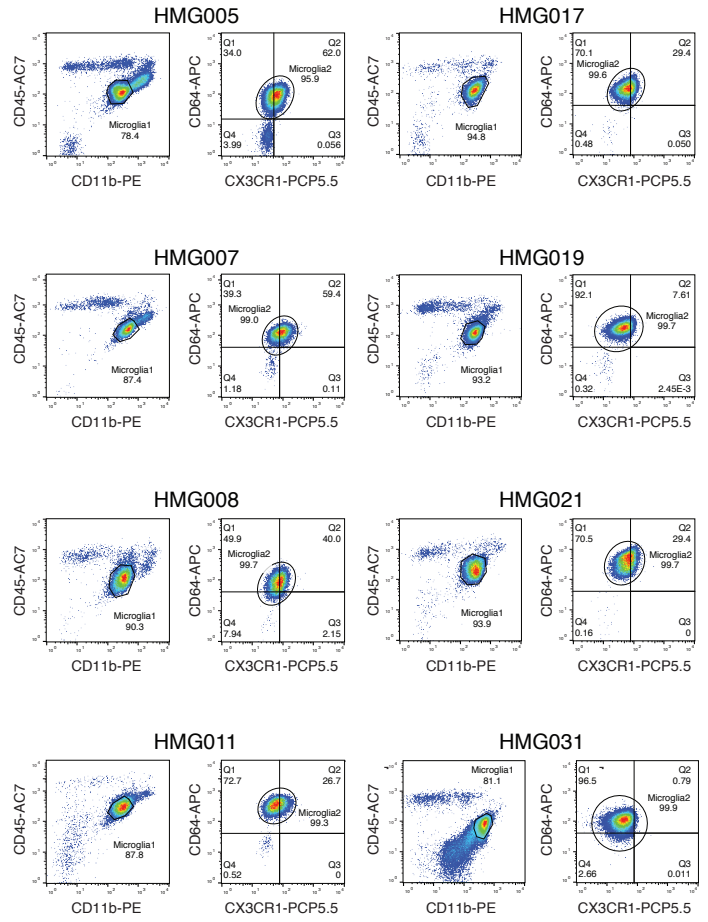 HMG005
CD45-AC7
Microglia1
78.4
CD11b-PE
CD64-APC
Q1
34.0
Q2
62.0
Microglia2
95.9
Q4
3.99
Q3
0.056
CX3CR1-PCP5.5
HMG017
CD45-AC7
Microglia1
94.8
CD11b-PE
CD64-APC
Q1
70.1
Q2
29.4
Microglia2
99.6
Q4
0.48
Q3
0.050
CX3CR1-PCP5.5
HMG007
CD45-AC7
Microglia1
87.4
CD11b-PE
CD64-APC
Q1
39.3
Q2
59.4
Microglia2
99.0
Q4
1.18
Q3
0.11
CX3CR1-PCP5.5
HMG019
CD45-AC7
Microglia1
93.2
CD11b-PE
CD64-APC
Q1
92.1
Q2
7.61
Microglia2
99.7
Q4
0.32
Q3
2.45E-3
CX3CR1-PCP5.5
HMG008
CD45-AC7
Microglia1
90.3
CD11b-PE
CD64-APC
Q1
49.9
Q2
40.0
Microglia2
99.7
Q4
7.94
Q3
2.15
CX3CR1-PCP5.5
HMG021
CD45-AC7
Microglia1
93.9
CD11b-PE
CD64-APC
Q1
70.5
Q2
29.4
Microglia2
99.7
Q4
0.16
Q3
0
CX3CR1-PCP5.5
HMG011
CD45-AC7
Microglia1
87.8
CD11b-PE
CD64-APC
Q1
72.7
Q2
26.7
Microglia2
99.3
Q4
0.52
Q3
0
CX3CR1-PCP5.5
HMG031
CD45-AC7
Microglia1
81.1
CD11b-PE
CD64-APC
Q1
96.5
Q2
0.79
Microglia2
99.9
Q4
2.66
Q3
0.011
CX3CR1-PCP5.5